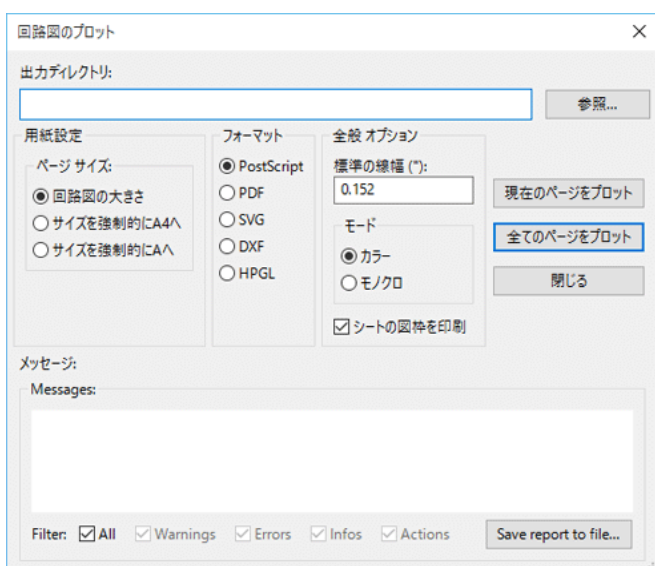 回路図のプロット
出力ディレクトリ:
参照...
用紙設定
ページ サイズ:
回路図の大きさ
サイズを強制的にA4へ
サイズを強制的にAへ
フォーマット
PostScript
PDF
SVG
DXF
HPGL
全般 オプション
標準の線幅 ("):
0.152
モード
カラー
モノクロ
シートの図枠を印刷
現在のページをプロット
全てのページをプロット
閉じる
メッセージ:
Messages:
Filter: All Warnings Errors Infos Actions Save report to file...